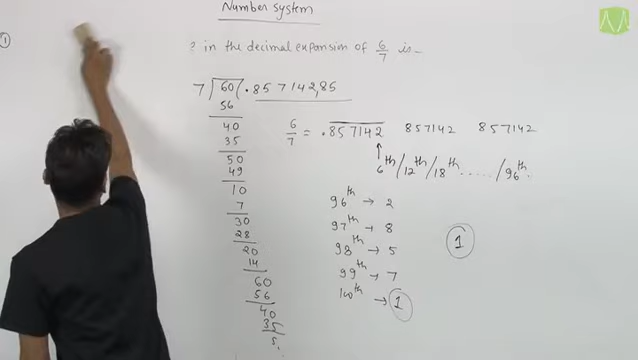 Number system
①
? in the decimal expansion of 6/7 is -
7 ) 60 ( .857142,85
56
40
35
50
49
10
7
30
28
20
14
60
56
40
35
5.
6/7 = .857142 857142 857142
6th/12th/18th...../96th.
96th → 2
97th → 8
98th → 5
99th → 7
100th → 1
1